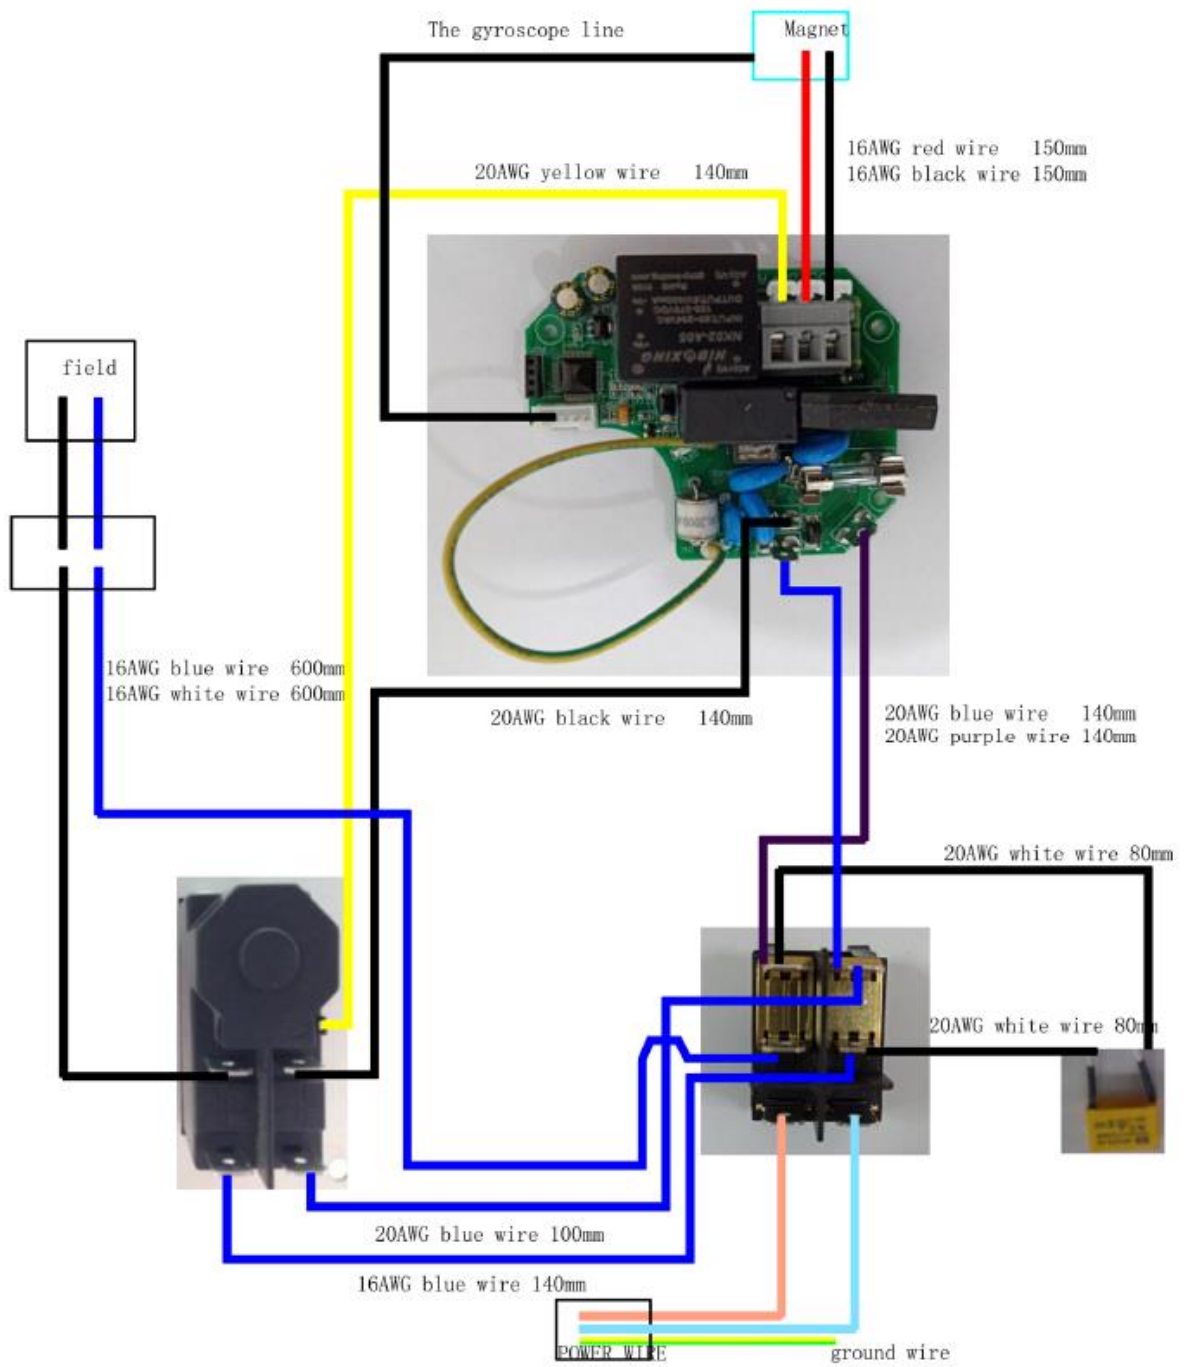 The gyroscope line
Magnet
16AWG red wire 150mm
16AWG black wire 150mm
20AWG yellow wire 140mm
field
16AWG blue wire 600mm
16AWG white wire 600mm
20AWG black wire 140mm
20AWG blue wire 140mm
20AWG purple wire 140mm
20AWG white wire 80mm
20AWG white wire 80mm
20AWG blue wire 100mm
16AWG blue wire 140mm
POWER WIRE
ground wire